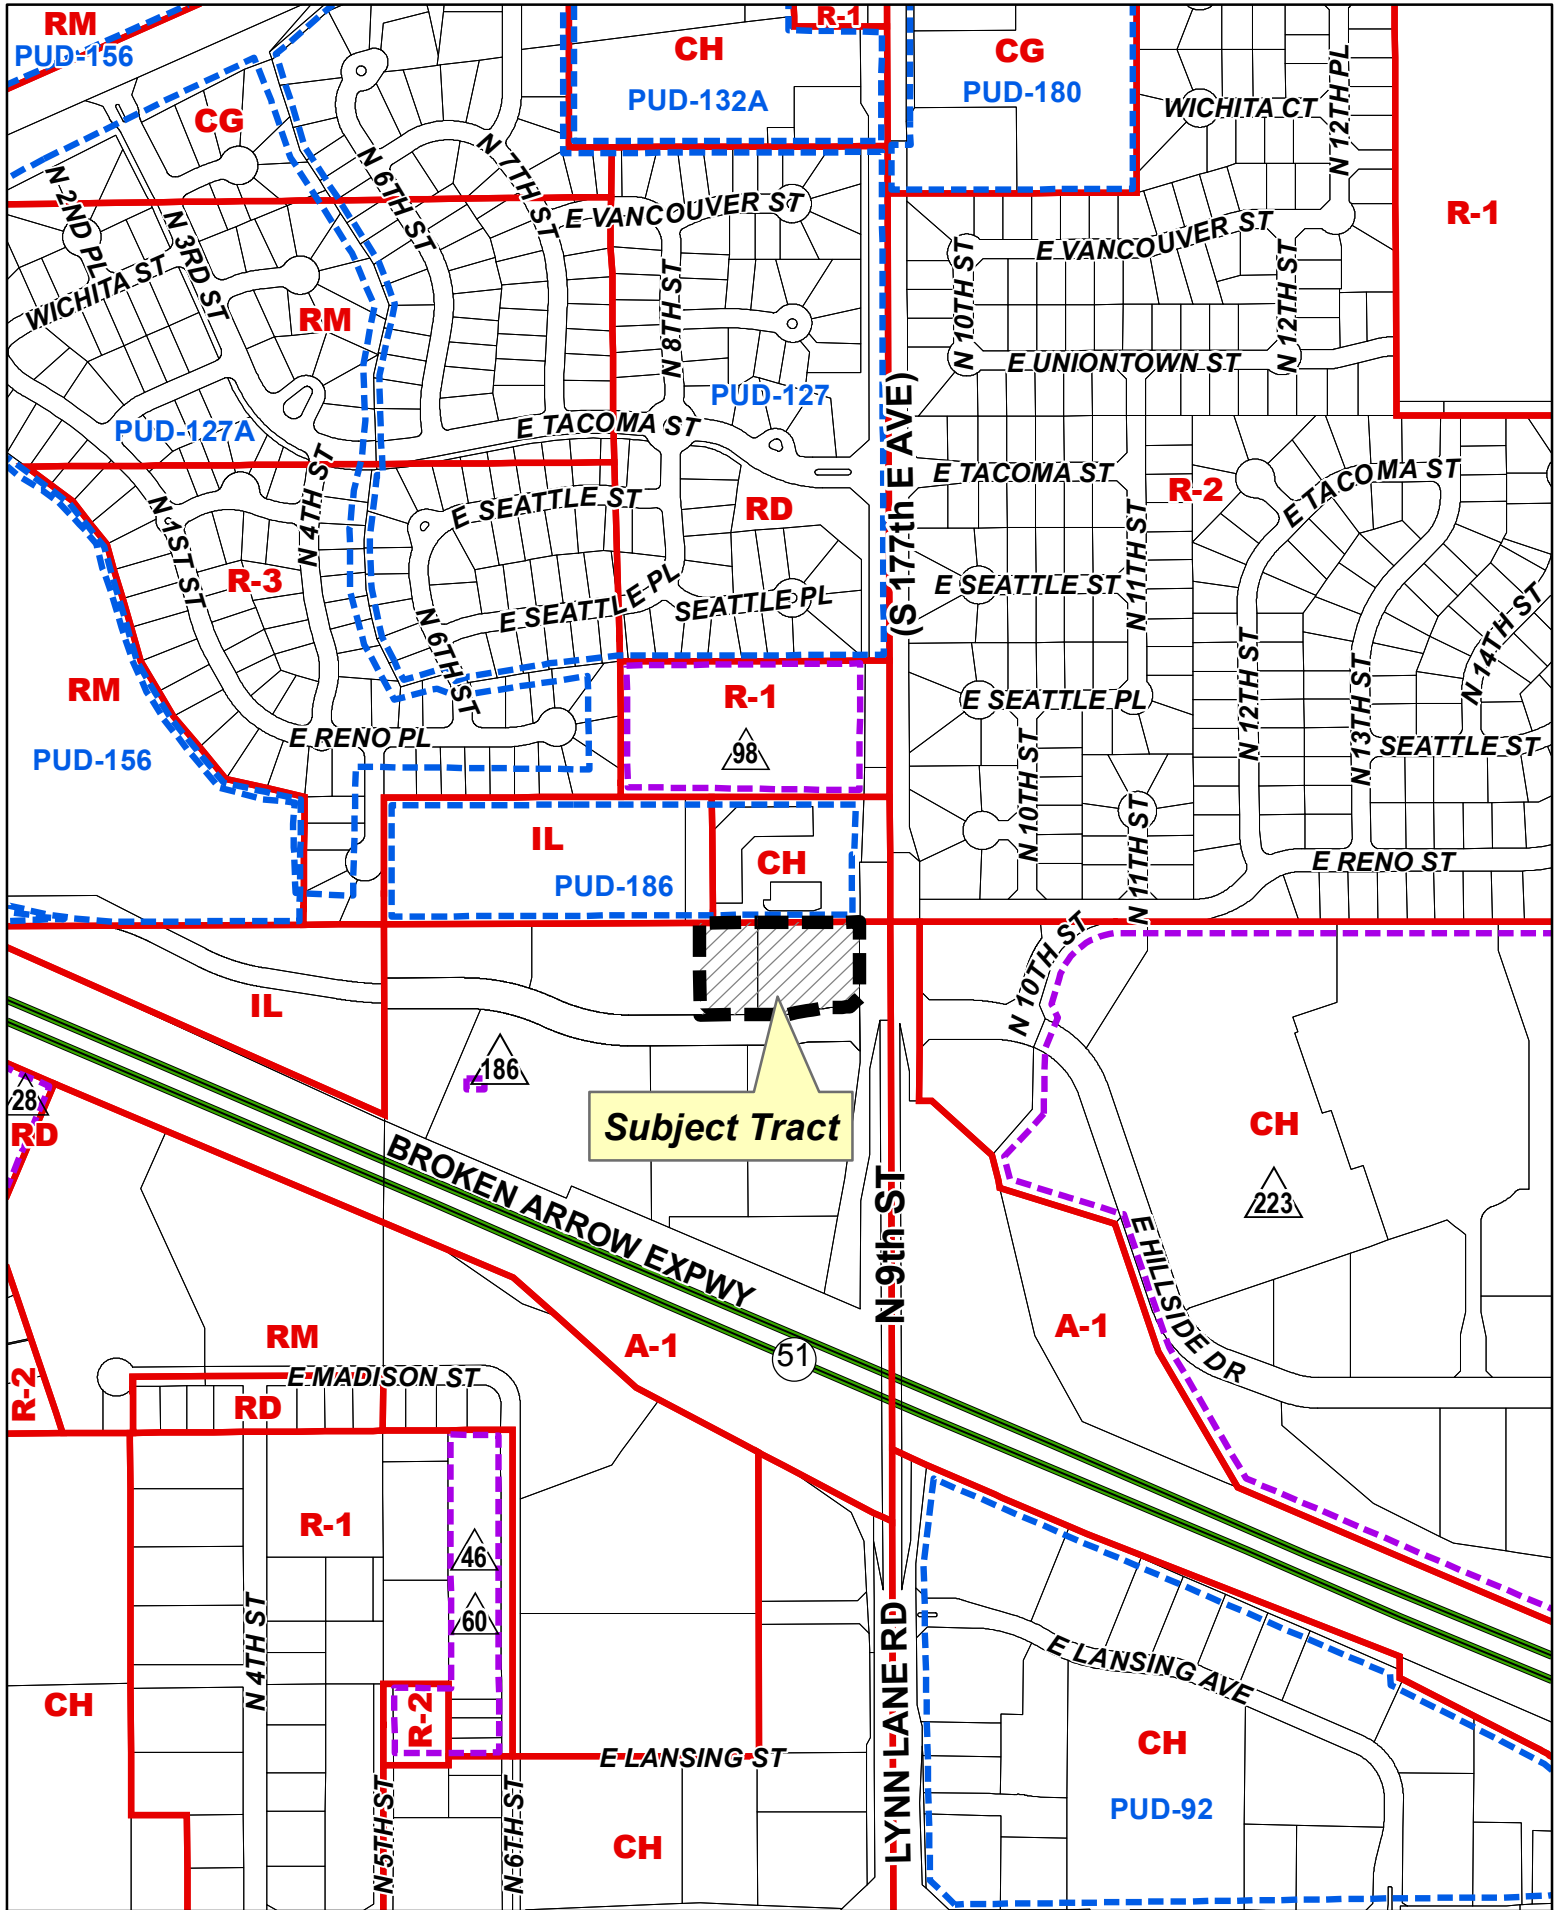 RM
PUD-156
CG
CH
PUD-132A
R-1
CG
PUD-180
WICHITA CT
N 12TH PL
R-1
N 2ND PL
N 3RD ST
WICHITA ST
N 6TH ST
N 7TH ST
E VANCOUVER ST
N 8TH ST
RM
PUD-127A
PUD-127
E TACOMA ST
N 10TH ST
E VANCOUVER ST
N 12TH ST
E UNIONTOWN ST
(S 177th E AVE)
E TACOMA ST
R-2
E TACOMA ST
N 1ST ST
N 4TH ST
R-3
E SEATTLE ST
RD
E SEATTLE PL
SEATTLE PL
N 6TH ST
E SEATTLE ST
N 11TH ST
N 12TH ST
N 13TH ST
N 14TH ST
SEATTLE ST
RM
PUD-156
E RENO PL
R-1
98
E SEATTLE PL
N 10TH ST
N 11TH ST
E RENO ST
IL
PUD-186
CH
N 10TH ST
IL
186
28
RD
Subject Tract
BROKEN ARROW EXPWY
N 9th ST
CH
223
E HILLSIDE DR
A-1
RM
A-1
51
R-2
E MADISON ST
RD
R-1
46
60
N 4TH ST
CH
R-2
E LANSING ST
N 5TH ST
N 6TH ST
CH
LYNN LANE RD
E LANSING AVE
CH
PUD-92